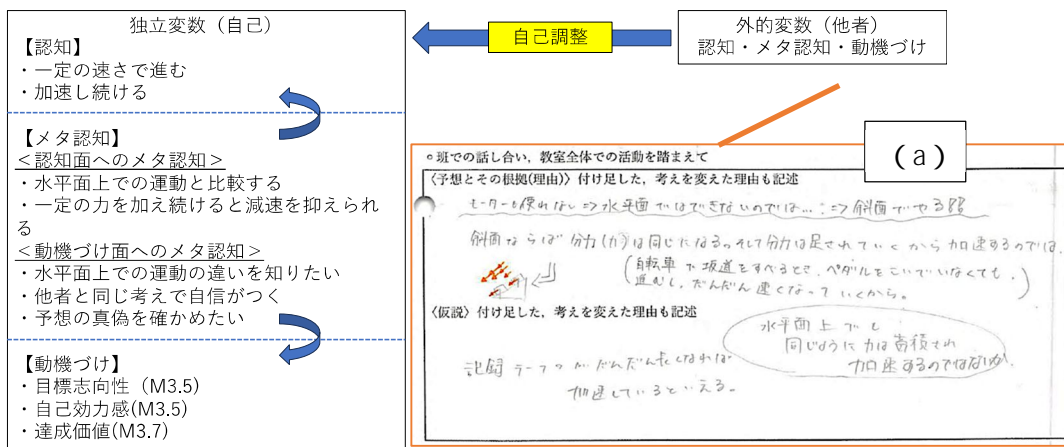 独立変数（自己）
【認知】
・一定の速さで進む
・加速し続ける
【メタ認知】
＜認知面へのメタ認知＞
・水平面上での運動と比較する
・一定の力を加え続けると減速を抑えられ
る
＜動機づけ面へのメタ認知＞
・水平面上での運動の違いを知りたい
・他者と同じ考えで自信がつく
・予想の真偽を確かめたい
【動機づけ】
・目標志向性（M3.5）
・自己効力感(M3.5)
・達成価値(M3.7)
自己調整
外的変数（他者）
認知・メタ認知・動機づけ
(a)
○班での話し合い，教室全体での活動を踏まえて
〈予想とその根拠(理由)〉付け足した，考えを変えた理由も記述
モーターも 使れない⇒水平面ではできないのでは…⇒斜面でやる
斜面ならば 分力(力)は同じになる。そして分力は足されていくから加速するのでは。
(自転車で坂道をすべるとき、ペダルをこいでいなくても、
進むし、だんだん速くなっていくから。)
〈仮説〉付け足した，考えを変えた理由も記述
記録テープがだんだん長くなれば
加速しているといえる。
水平面上でも
同じように力は蓄積され
加速するのではないか